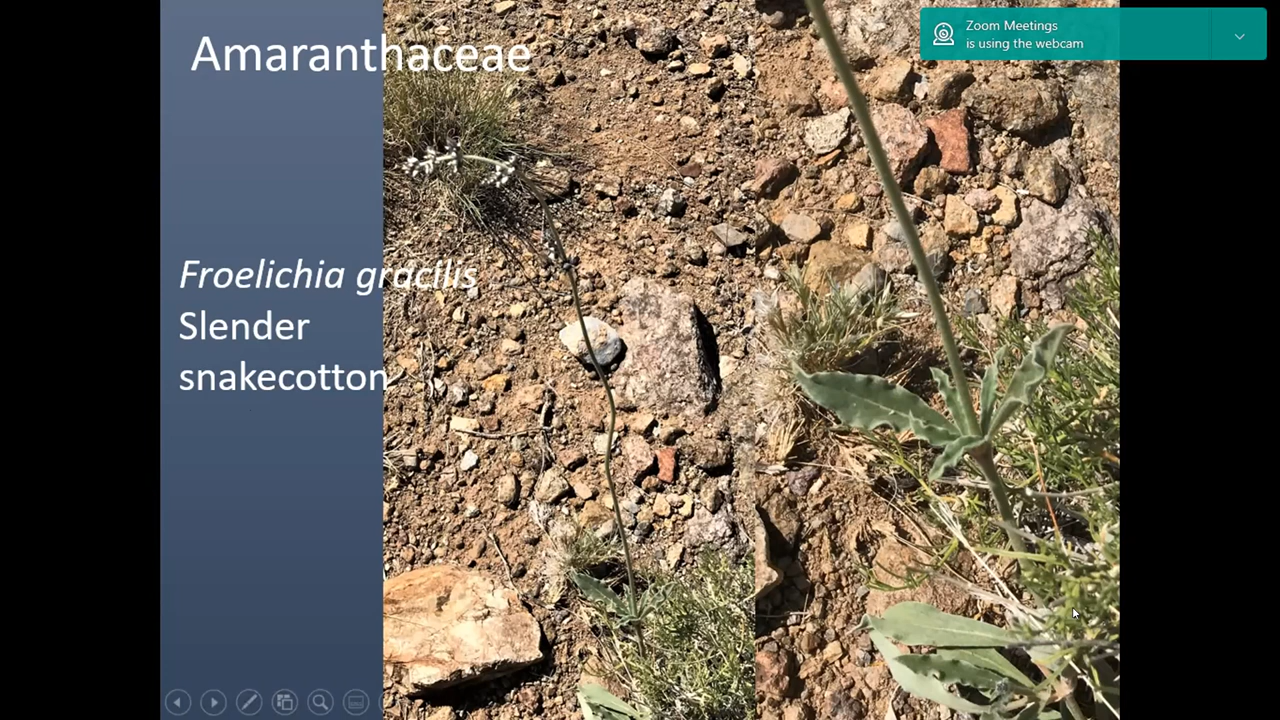 Amaranthaceae
Zoom Meetings
is using the webcam
Froelichia gracilis
Slender
snakecotton